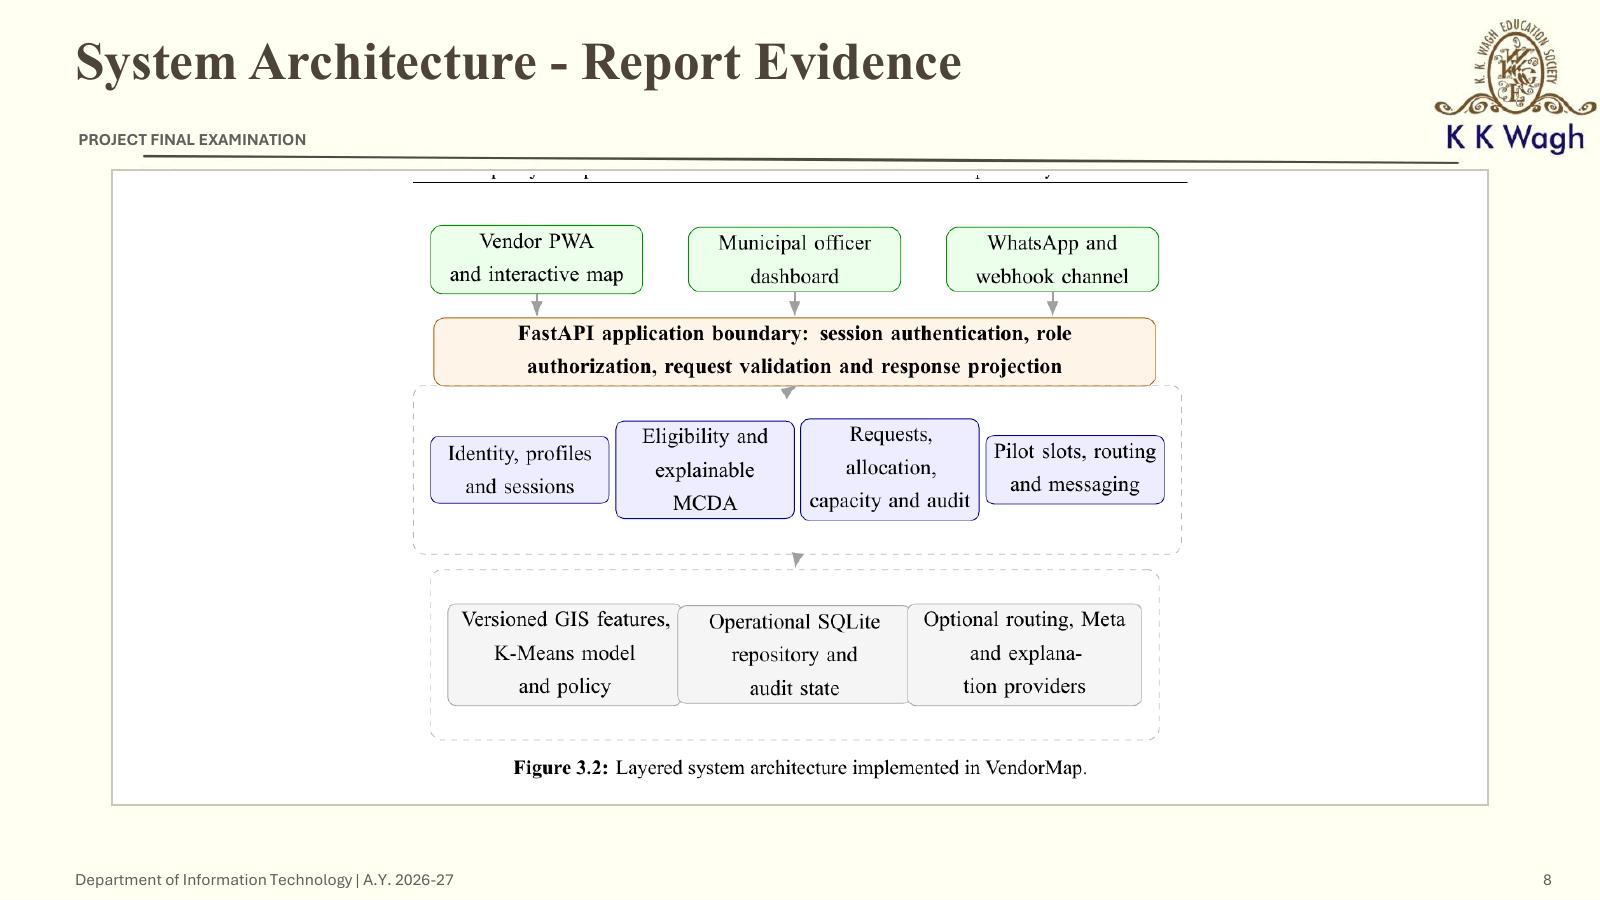 System Architecture - Report Evidence
K. K. WAGH EDUCATION SOCIETY
K K Wagh
PROJECT FINAL EXAMINATION
Vendor PWA
and interactive map
Municipal officer
dashboard
WhatsApp and
webhook channel
FastAPI application boundary: session authentication, role
authorization, request validation and response projection
Identity, profiles
and sessions
Eligibility and
explainable
MCDA
Requests,
allocation,
capacity and audit
Pilot slots, routing
and messaging
Versioned GIS features,
K-Means model
and policy
Operational SQLite
repository and
audit state
Optional routing, Meta
and explana-
tion providers
Figure 3.2: Layered system architecture implemented in VendorMap.
Department of Information Technology | A.Y. 2026-27
8